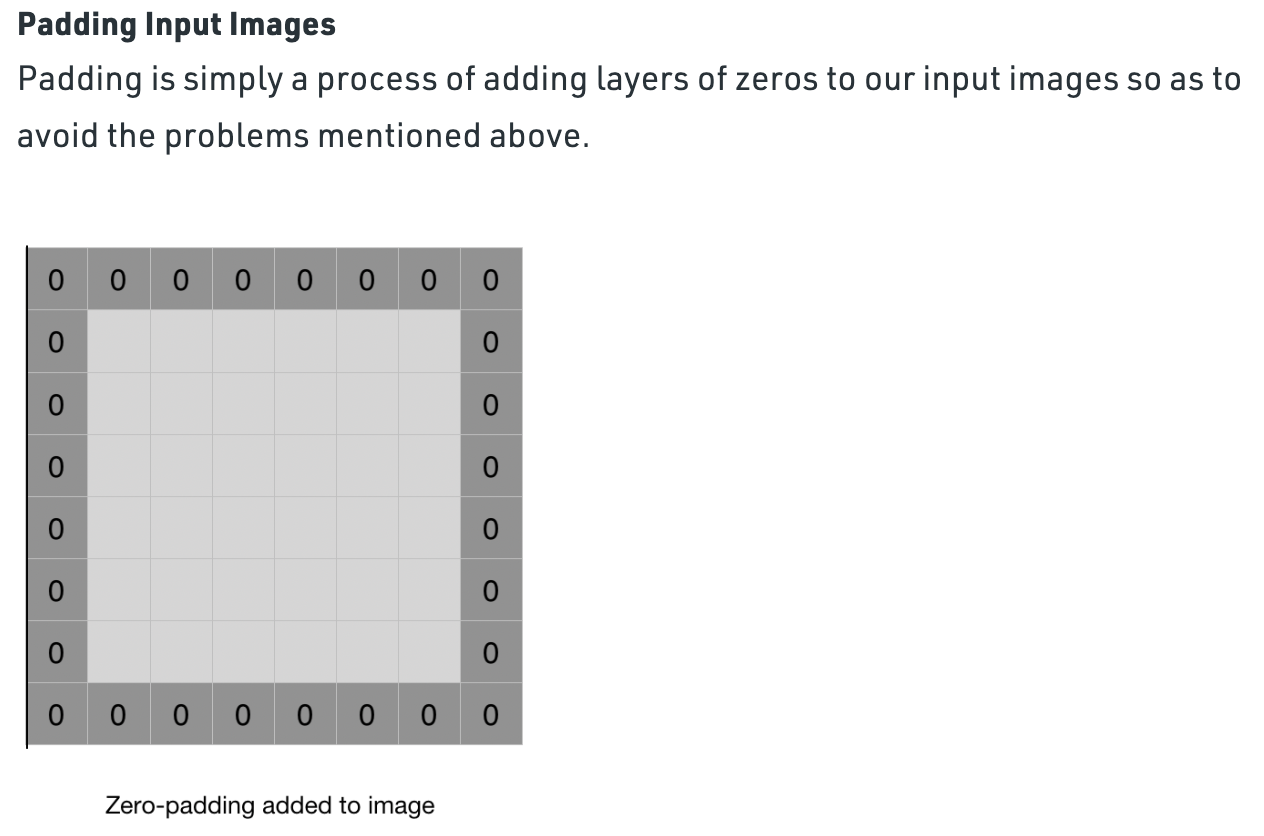 Padding Input Images
Padding is simply a process of adding layers of zeros to our input images so as to
avoid the problems mentioned above.
0 0 0 0 0 0 0 0
0 0
0 0
0 0
0 0
0 0
0 0
0 0 0 0 0 0 0 0
Zero-padding added to image